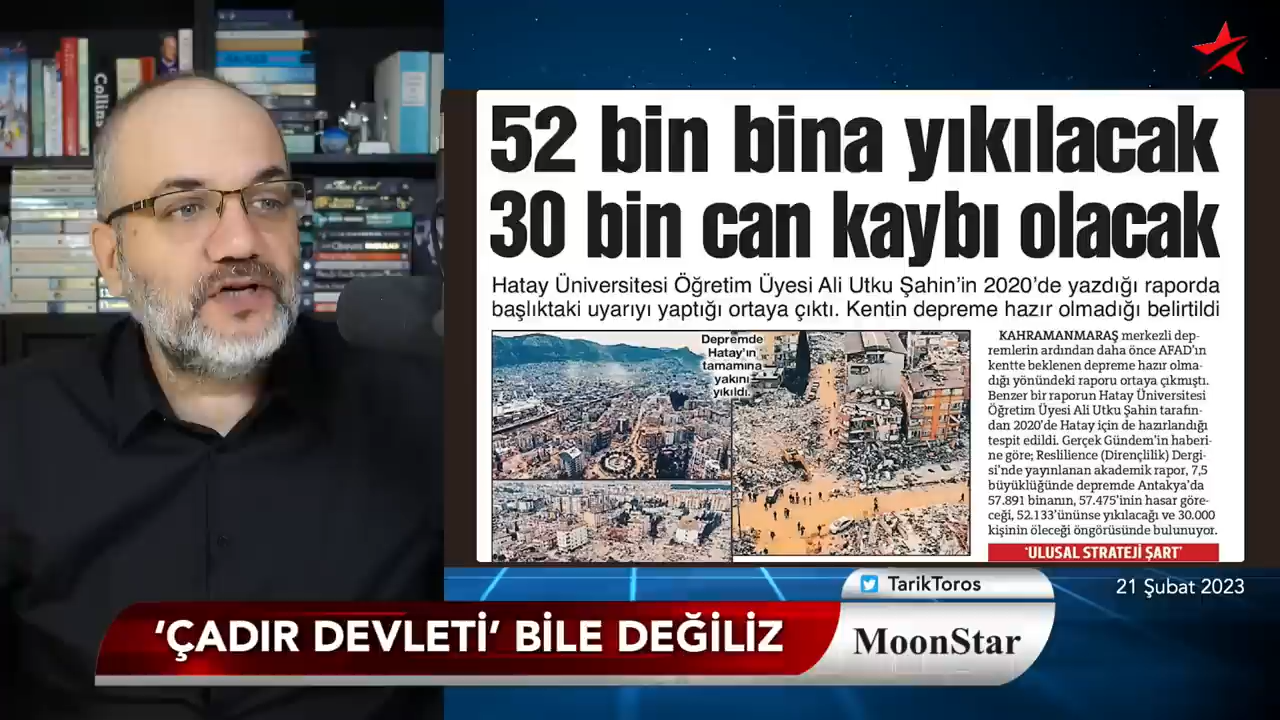 Collins
52 bin bina yıkılacak
30 bin can kaybı olacak
Hatay Üniversitesi Öğretim Üyesi Ali Utku Şahin'in 2020'de yazdığı raporda
başlıktaki uyarıyı yaptığı ortaya çıktı. Kentin depreme hazır olmadığı belirtildi
Depremde
Hatay'ın
tamamına
yakını
yıkıldı.
KAHRAMANMARAŞ merkezli dep-
remlerin ardından daha önce AFAD'ın
kentte beklenen depreme hazır olma-
dığı yönündeki raporu ortaya çıkmıştı.
Benzer bir raporun Hatay Üniversitesi
Öğretim Üyesi Ali Utku Şahin tarafın-
dan 2020'de Hatay için de hazırlandığı
tespit edildi. Gerçek Gündem'in haberi-
ne göre; Reslilience (Dirençlilik) Dergi-
si'nde yayınlanan akademik rapor, 7,5
büyüklüğünde depremde Antakya'da
57.891 binanın, 57.475'inin hasar göre-
ceği, 52.133'ününse yıkılacağı ve 30.000
kişinin öleceği öngörüsünde bulunuyor.
'ULUSAL STRATEJİ ŞART'
TarikToros
21 Şubat 2023
'ÇADIR DEVLETİ' BİLE DEĞİLİZ
MoonStar